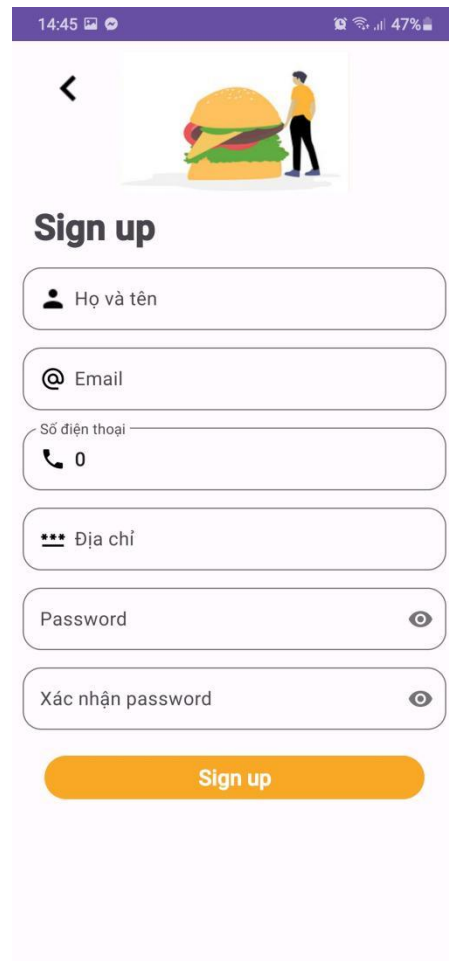 14:45 47%
Sign up
Họ và tên
Email
Số điện thoại
0
*** Địa chỉ
Password
Xác nhận password
Sign up